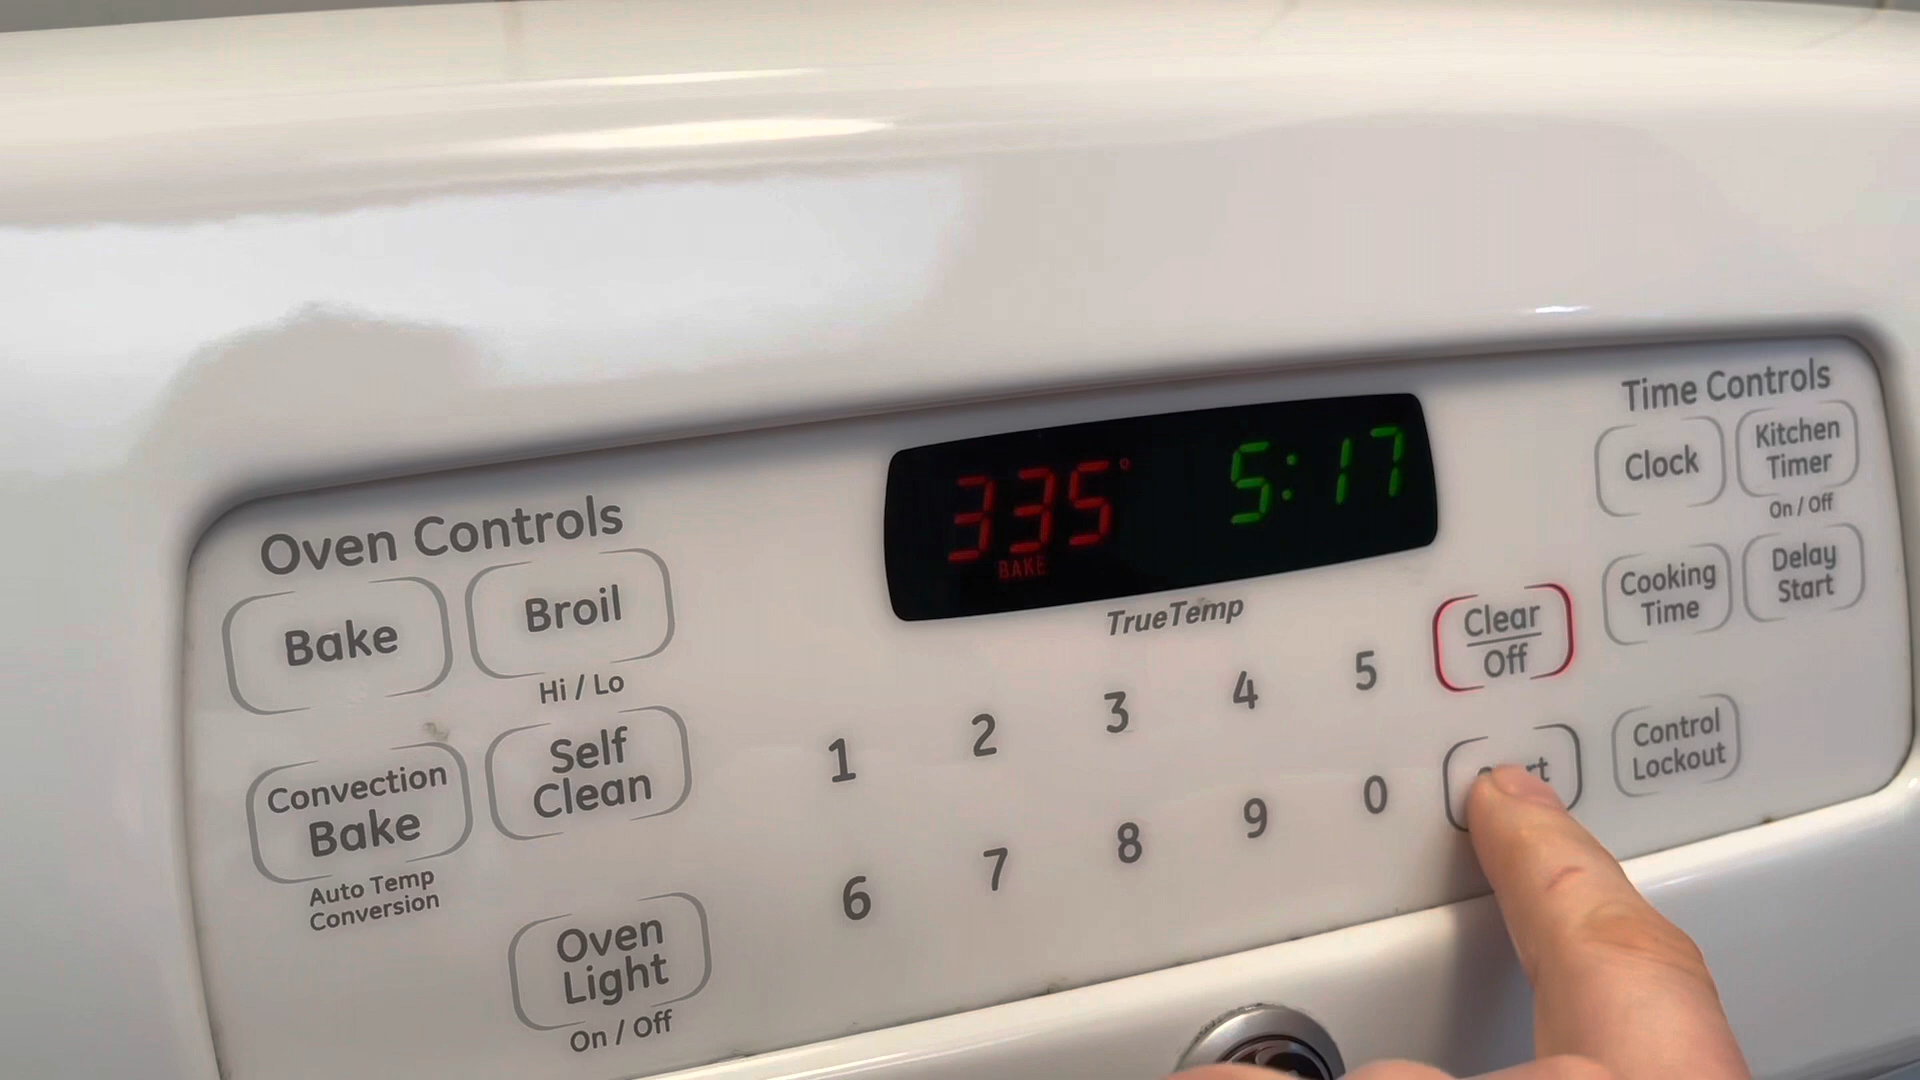 Oven Controls
Bake
Broil
Hi / Lo
Convection
Bake
Auto Temp
Conversion
Self
Clean
Oven
Light
On / Off
335°
BAKE
5:17
TrueTemp
1 2 3 4 5
6 7 8 9 0
Clear
Off
Time Controls
Clock
Kitchen
Timer
On / Off
Cooking
Time
Delay
Start
Control
Lockout